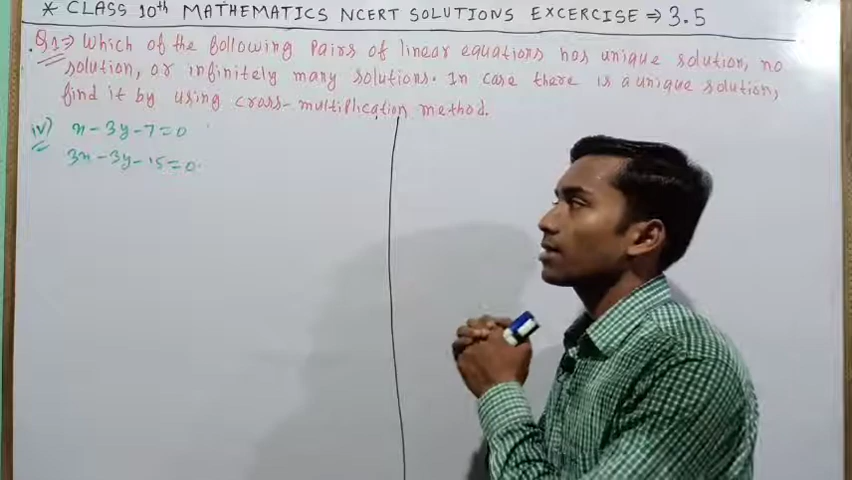 * CLASS 10th MATHEMATICS NCERT SOLUTIONS EXCERCISE ⇒ 3.5
Q.1⇒ Which of the following Pairs of linear equations has unique solution, no
solution, or infinitely many solutions. In case there is a unique solution,
find it by using cross-multiplication method.
iv) x - 3y - 7 = 0
3x - 3y - 15 = 0